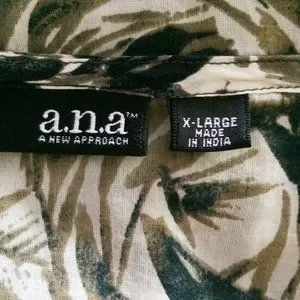 a.n.a™
A NEW APPROACH
X-LARGE
MADE
IN INDIA